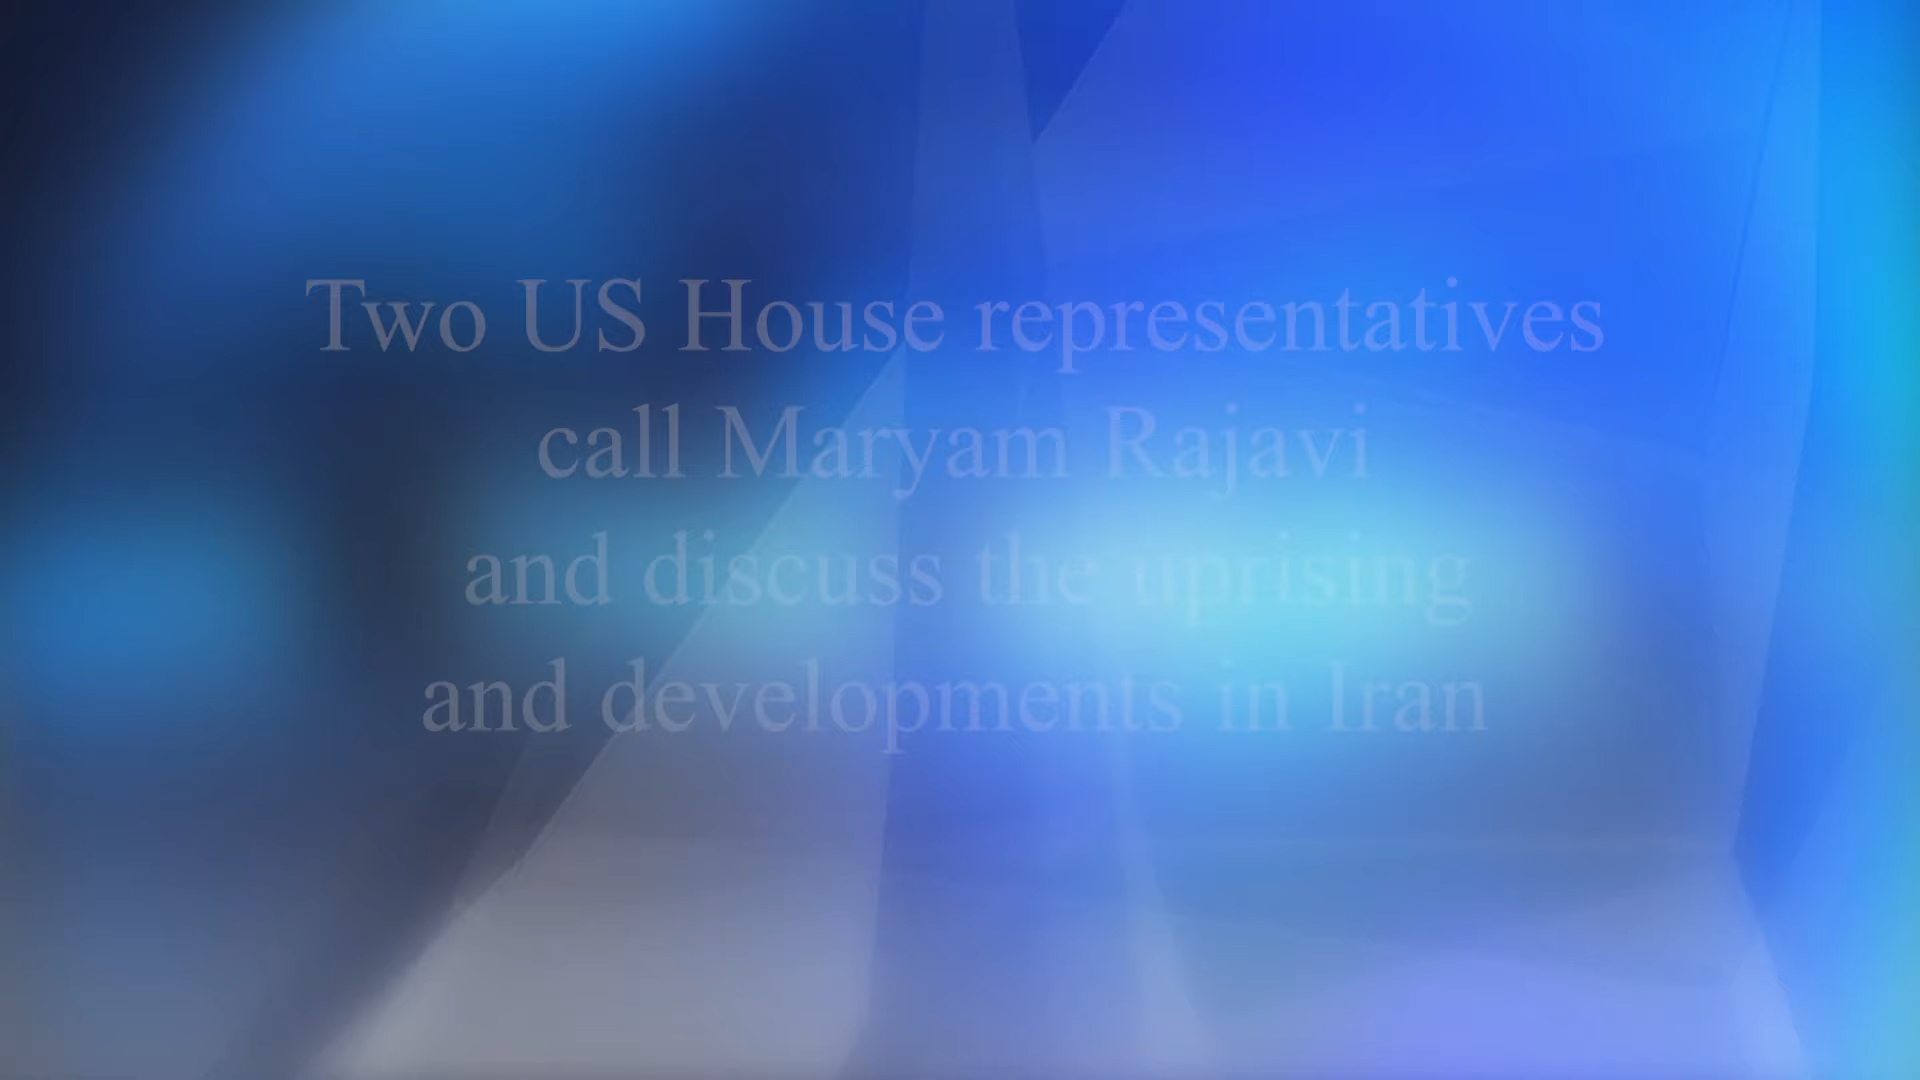 Two US House representatives
call Maryam Rajavi
and discuss the uprising
and developments in Iran